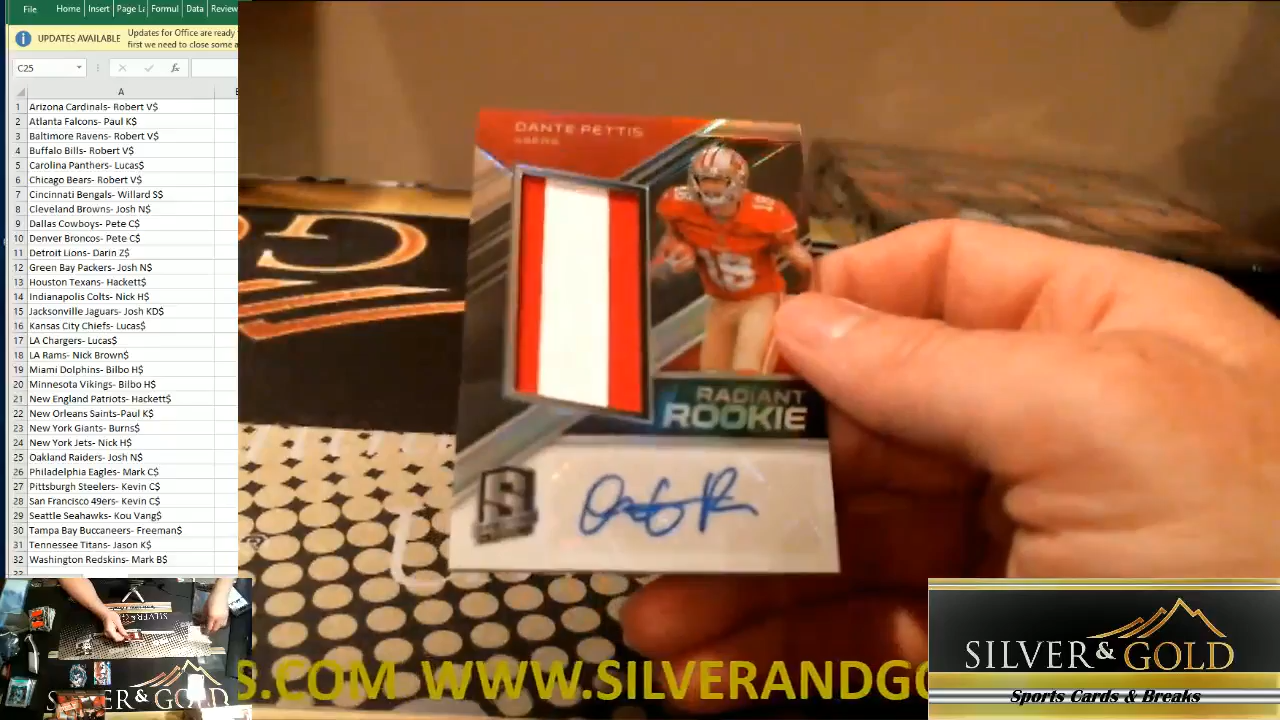 File Home Insert Page La Formul Data Review
UPDATES AVAILABLE Updates for Office are ready
first we need to close some a
C25
fx
A
1 Arizona Cardinals- Robert V$
2 Atlanta Falcons- Paul K$
3 Baltimore Ravens- Robert V$
4 Buffalo Bills- Robert V$
5 Carolina Panthers- Lucas$
6 Chicago Bears- Robert V$
7 Cincinnati Bengals- Willard S$
8 Cleveland Browns- Josh N$
9 Dallas Cowboys- Pete C$
10 Denver Broncos- Pete C$
11 Detroit Lions- Darin Z$
12 Green Bay Packers- Josh N$
13 Houston Texans- Hackett$
14 Indianapolis Colts- Nick H$
15 Jacksonville Jaguars- Josh KD$
16 Kansas City Chiefs- Lucas$
17 LA Chargers- Lucas$
18 LA Rams- Nick Brown$
19 Miami Dolphins- Bilbo H$
20 Minnesota Vikings- Bilbo H$
21 New England Patriots- Hackett$
22 New Orleans Saints-Paul K$
23 New York Giants- Burns$
24 New York Jets- Nick H$
25 Oakland Raiders- Josh N$
26 Philadelphia Eagles- Mark C$
27 Pittsburgh Steelers- Kevin C$
28 San Francisco 49ers- Kevin C$
29 Seattle Seahawks- Kou Vang$
30 Tampa Bay Buccaneers- Freeman$
31 Tennessee Titans- Jason K$
32 Washington Redskins- Mark B$
DANTE PETTIS
49ERS
18
RADIANT
ROOKIE
S.COM WWW.SILVERANDGO
SILVER & GOLD
SILVER & GOLD
Sports Cards & Breaks